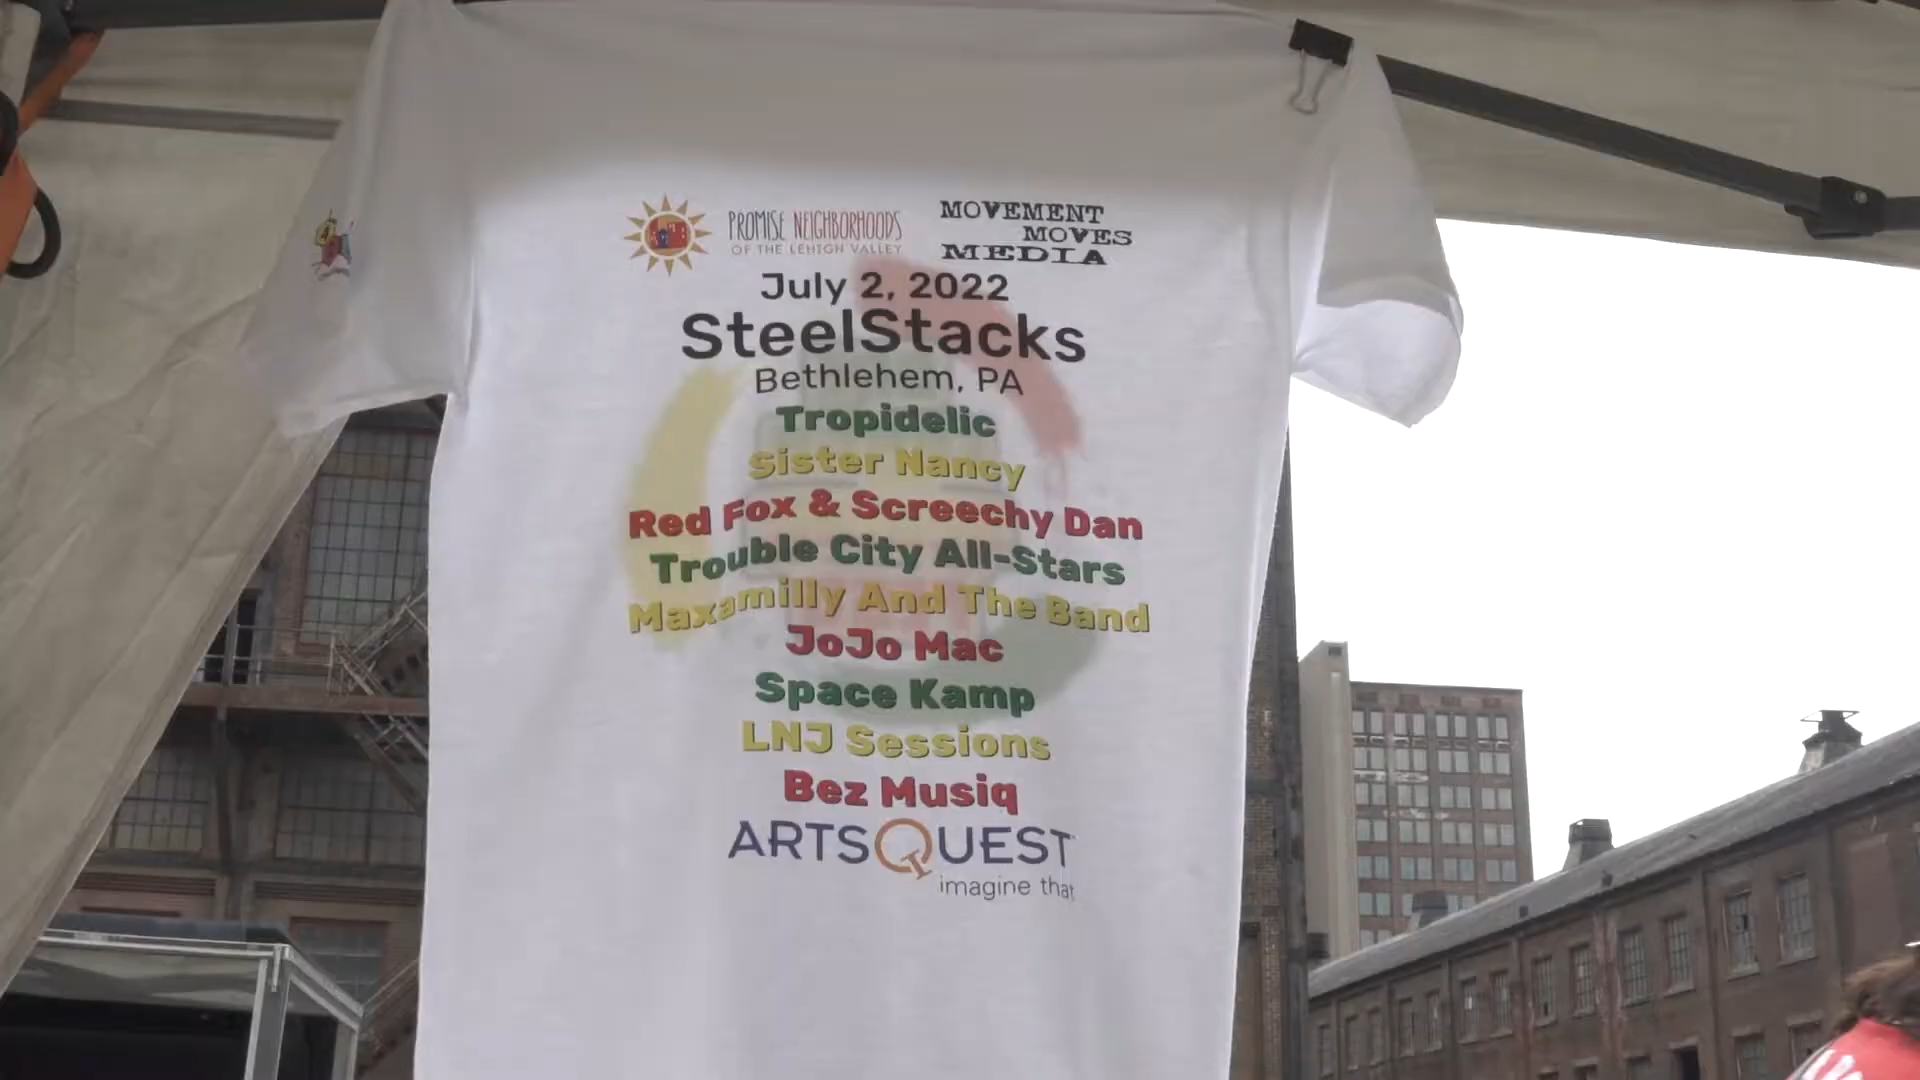 PROMISE NEIGHBORHOODS
OF THE LEHIGH VALLEY
MOVEMENT
MOVES
MEDIA
July 2, 2022
SteelStacks
Bethlehem, PA
Tropidelic
Sister Nancy
Red Fox & Screechy Dan
Trouble City All-Stars
Maxamilly And The Band
JoJo Mac
Space Kamp
LNJ Sessions
Bez Musiq
ARTSQUEST
imagine that